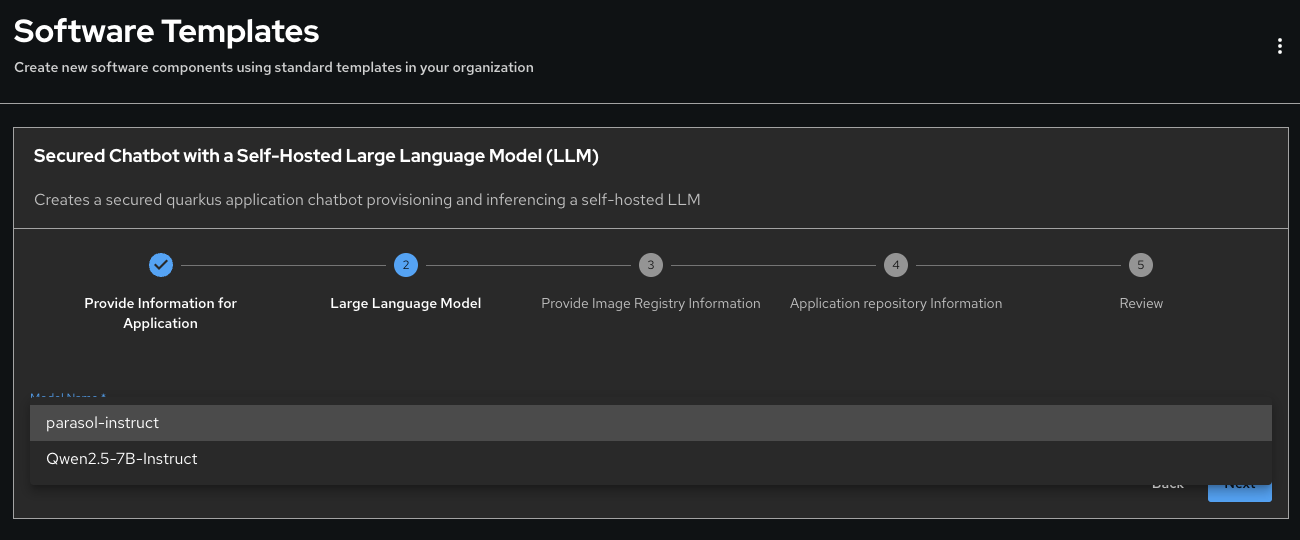 Software Templates
Create new software components using standard templates in your organization
Secured Chatbot with a Self-Hosted Large Language Model (LLM)
Creates a secured quarkus application chatbot provisioning and inferencing a self-hosted LLM
2
3
4
5
Provide Information for
Application
Large Language Model
Provide Image Registry Information
Application repository Information
Review
Model Name *
parasol-instruct
Qwen2.5-7B-Instruct
Back
Next